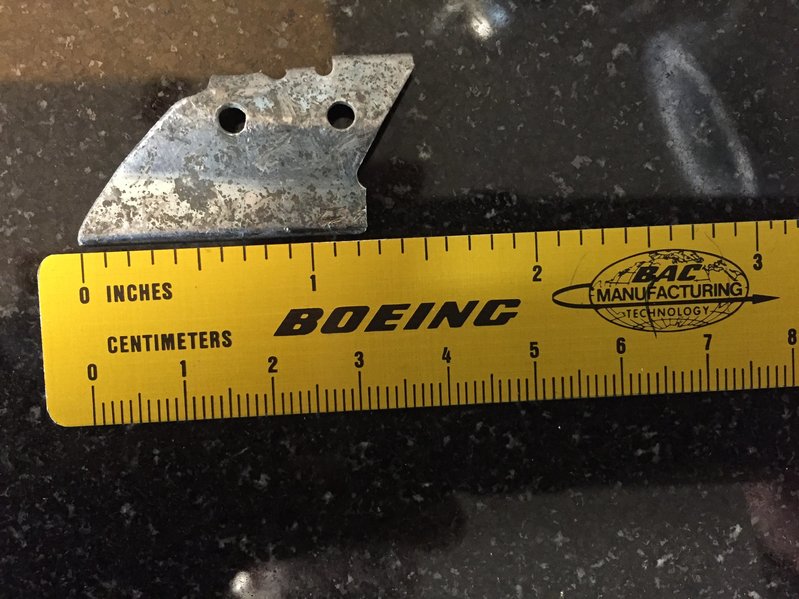 0 INCHES 1 2 3
BOEING
BAC
MANUFACTURING
TECHNOLOGY
CENTIMETERS
0 1 2 3 4 5 6 7 8